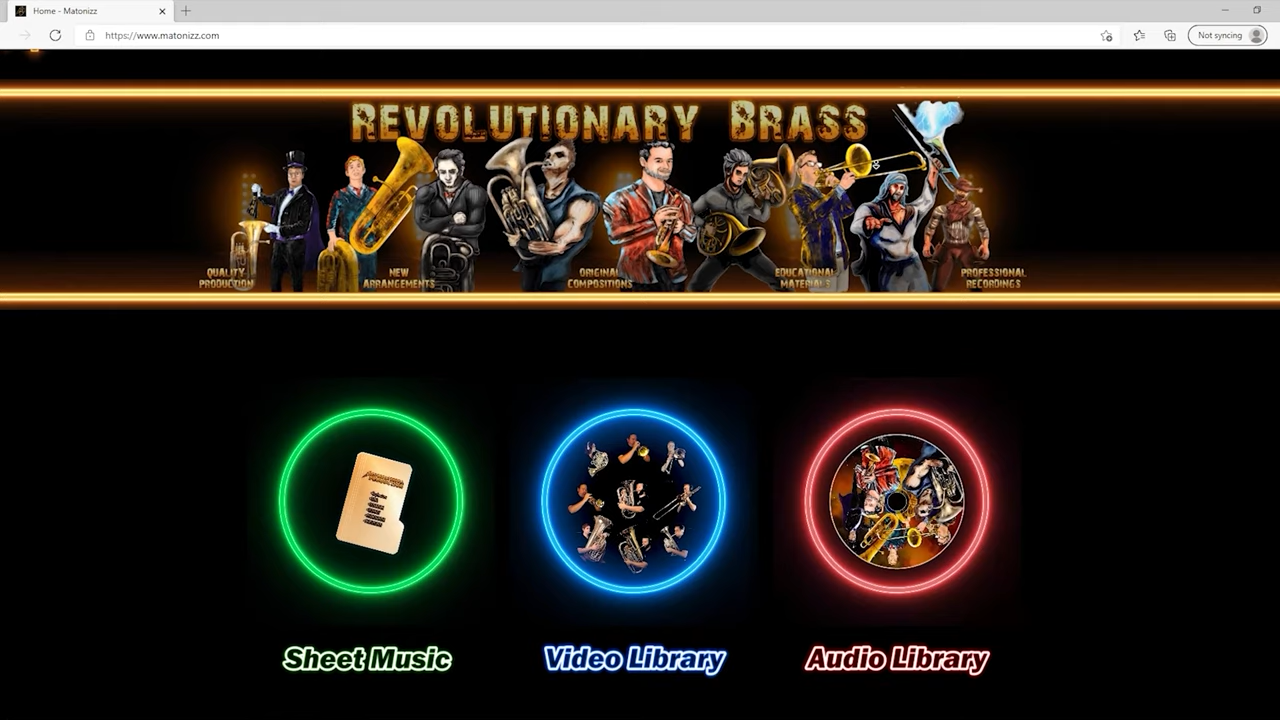 Home - Matonizz
https://www.matonizz.com
Not syncing
REVOLUTIONARY BRASS
QUALITY
PRODUCTION
NEW
ARRANGEMENTS
ORIGINAL
COMPOSITIONS
EDUCATIONAL
MATERIALS
PROFESSIONAL
RECORDINGS
Sheet Music
Video Library
Audio Library